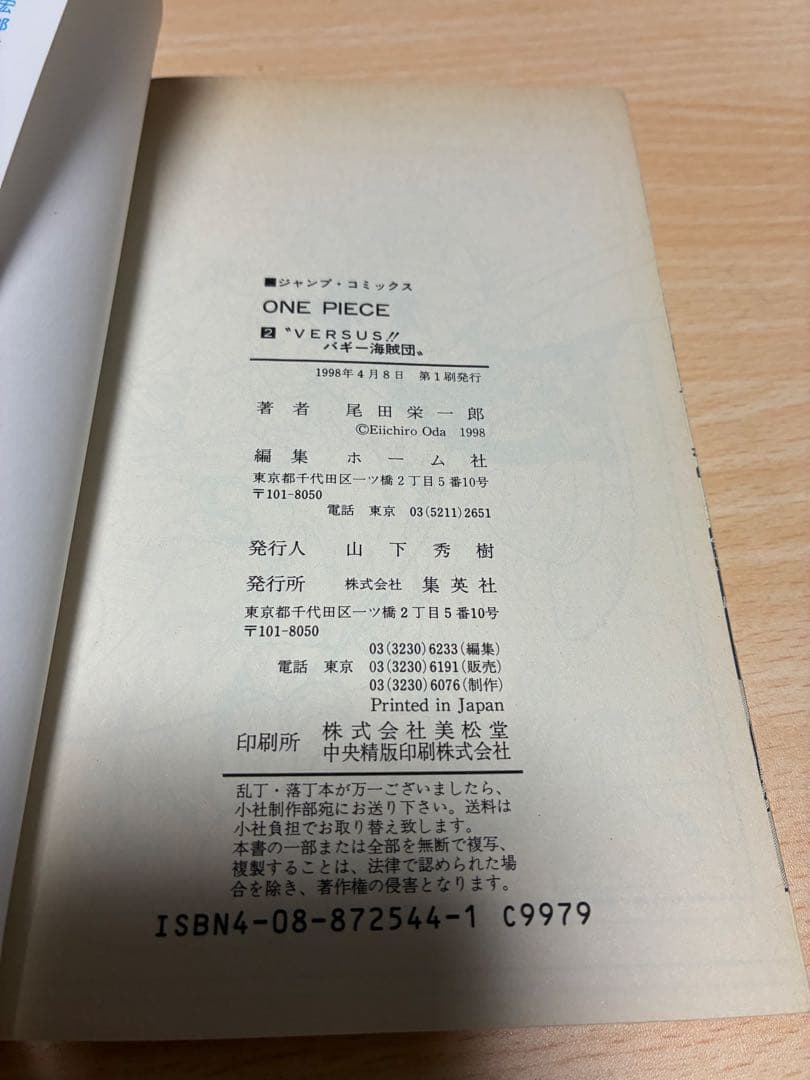 ■ジャンプ・コミックス
ONE PIECE
2 〝VERSUS!!
バギー海賊団〟
1998年4月8日 第1刷発行
著者 尾田栄一郎
©Eiichiro Oda 1998
編集 ホーム社
東京都千代田区一ツ橋2丁目5番10号
〒101-8050
電話 東京 03(5211)2651
発行人 山下秀樹
発行所 株式会社 集英社
東京都千代田区一ツ橋2丁目5番10号
〒101-8050
03(3230)6233(編集)
電話 東京 03(3230)6191(販売)
03(3230)6076(制作)
Printed in Japan
印刷所 株式会社美松堂
中央精版印刷株式会社
乱丁・落丁本が万一ございましたら、
小社制作部宛にお送り下さい。送料は
小社負担でお取り替え致します。
本書の一部または全部を無断で複写、
複製することは、法律で認められた場
合を除き、著作権の侵害となります。
ISBN4-08-872544-1 C9979